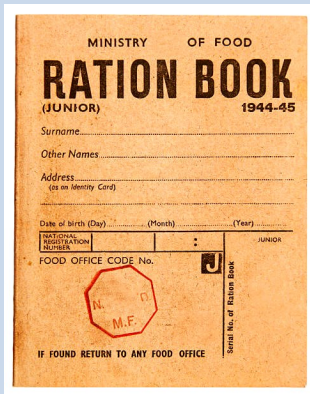 MINISTRY OF FOOD
RATION BOOK
(JUNIOR) 1944-45
Surname
Other Names
Address
(as on Identity Card)
Date of birth (Day) (Month) (Year)
NATIONAL REGISTRATION NUMBER : JUNIOR
FOOD OFFICE CODE No.
J
N. D
M.F.
Serial No. of Ration Book
IF FOUND RETURN TO ANY FOOD OFFICE